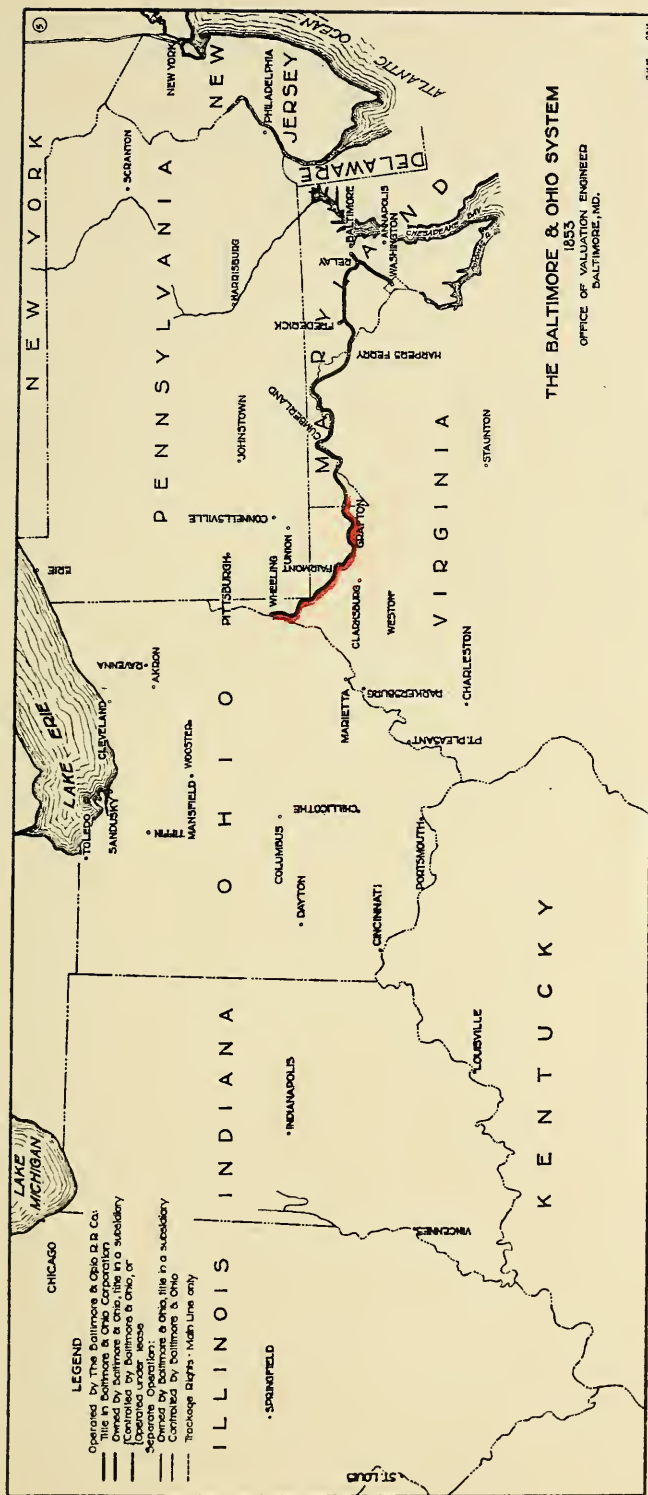 ⑤
THE BALTIMORE & OHIO SYSTEM
1853
OFFICE OF VALUATION ENGINEER
BALTIMORE, MD.
LEGEND
Operated by The Baltimore & Ohio R.R. Co.:
Title in Baltimore & Ohio Corporation
Owned by Baltimore & Ohio, title in a subsidiary
Controlled by Baltimore & Ohio, or
Operated under lease
Separate Operation:
Owned by Baltimore & Ohio, title in a subsidiary
Controlled by Baltimore & Ohio
Trackage Rights - Main Line only
LAKE
MICHIGAN
CHICAGO
ILLINOIS
SPRINGFIELD
ST. LOUIS
INDIANA
INDIANAPOLIS
VINCENNES
LOUISVILLE
KENTUCKY
LAKE ERIE
TOLEDO
SANDUSKY
CLEVELAND
RAVENNA
AKRON
TIFFIN
MANSFIELD
WOOSTER
OHIO
COLUMBUS
CHILLICOTHE
DAYTON
CINCINNATI
PORTSMOUTH
MARIETTA
PARKERSBURG
PT. PLEASANT
CHARLESTON
NEW YORK
ERIE
PENNSYLVANIA
SCRANTON
HARRISBURG
JOHNSTOWN
CONNELLSVILLE
UNION
PITTSBURGH
WHEELING
FAIRMONT
GRAFTON
CLARKSBURG
WESTON
VIRGINIA
STAUNTON
MARYLAND
CUMBERLAND
HARPERS FERRY
FREDERICK
RELAY
BALTIMORE
ANNAPOLIS
WASHINGTON
CHESAPEAKE BAY
DELAWARE
NEW YORK
NEW
JERSEY
PHILADELPHIA
ATLANTIC OCEAN